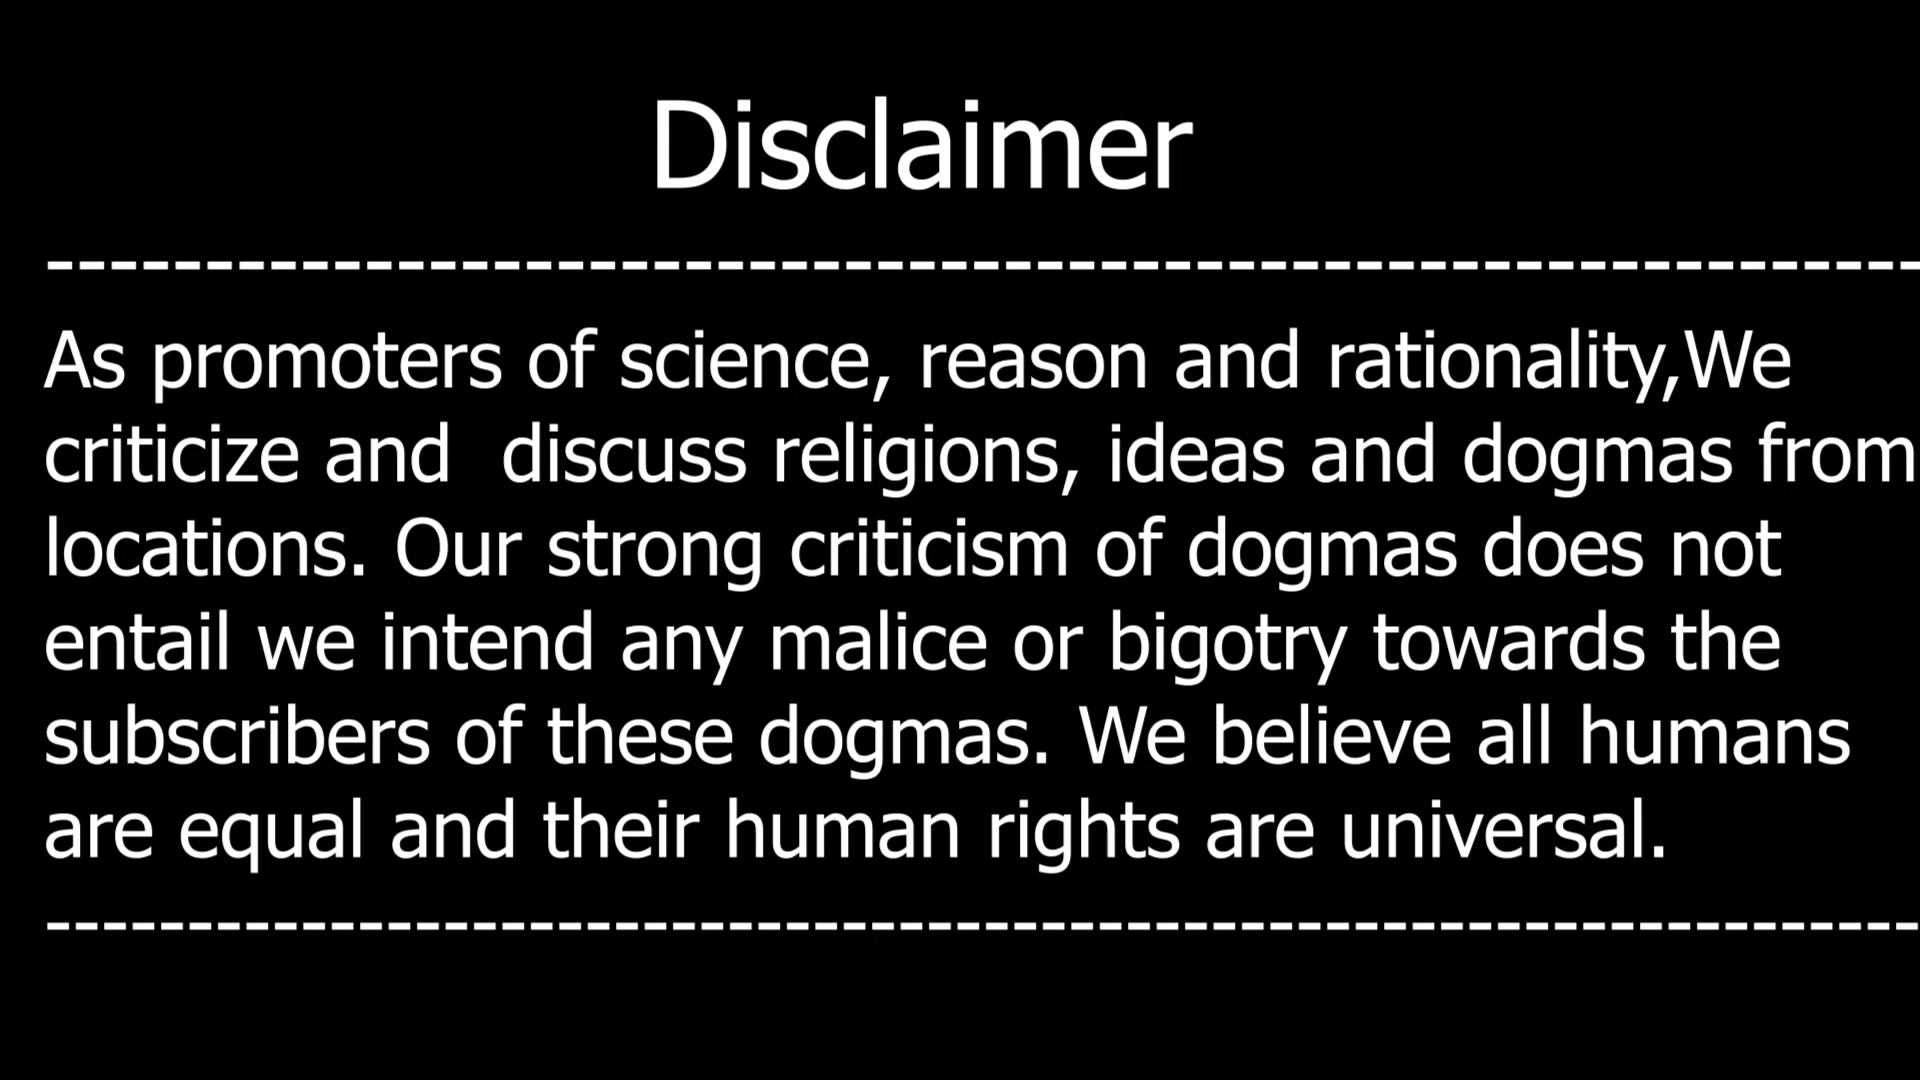 Disclaimer
-----------------------------------------------------------
As promoters of science, reason and rationality,We
criticize and  discuss religions, ideas and dogmas from
locations. Our strong criticism of dogmas does not
entail we intend any malice or bigotry towards the
subscribers of these dogmas. We believe all humans
are equal and their human rights are universal.
------------------------------------------------------------------